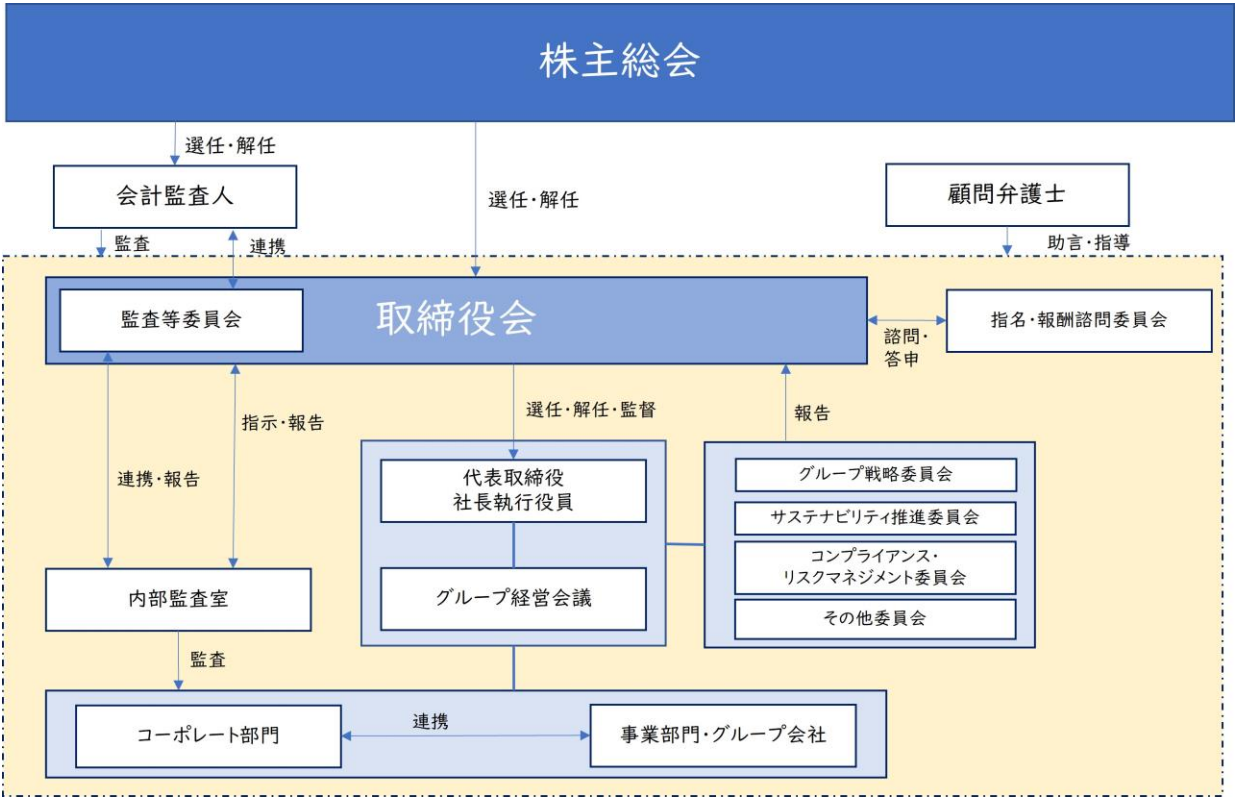 株主総会
選任・解任
会計監査人
選任・解任
顧問弁護士
監査
連携
助言・指導
監査等委員会
取締役会
諮問・
答申
指名・報酬諮問委員会
選任・解任・監督
報告
指示・報告
連携・報告
代表取締役
社長執行役員
グループ経営会議
グループ戦略委員会
サステナビリティ推進委員会
コンプライアンス・
リスクマネジメント委員会
その他委員会
内部監査室
監査
コーポレート部門
連携
事業部門・グループ会社